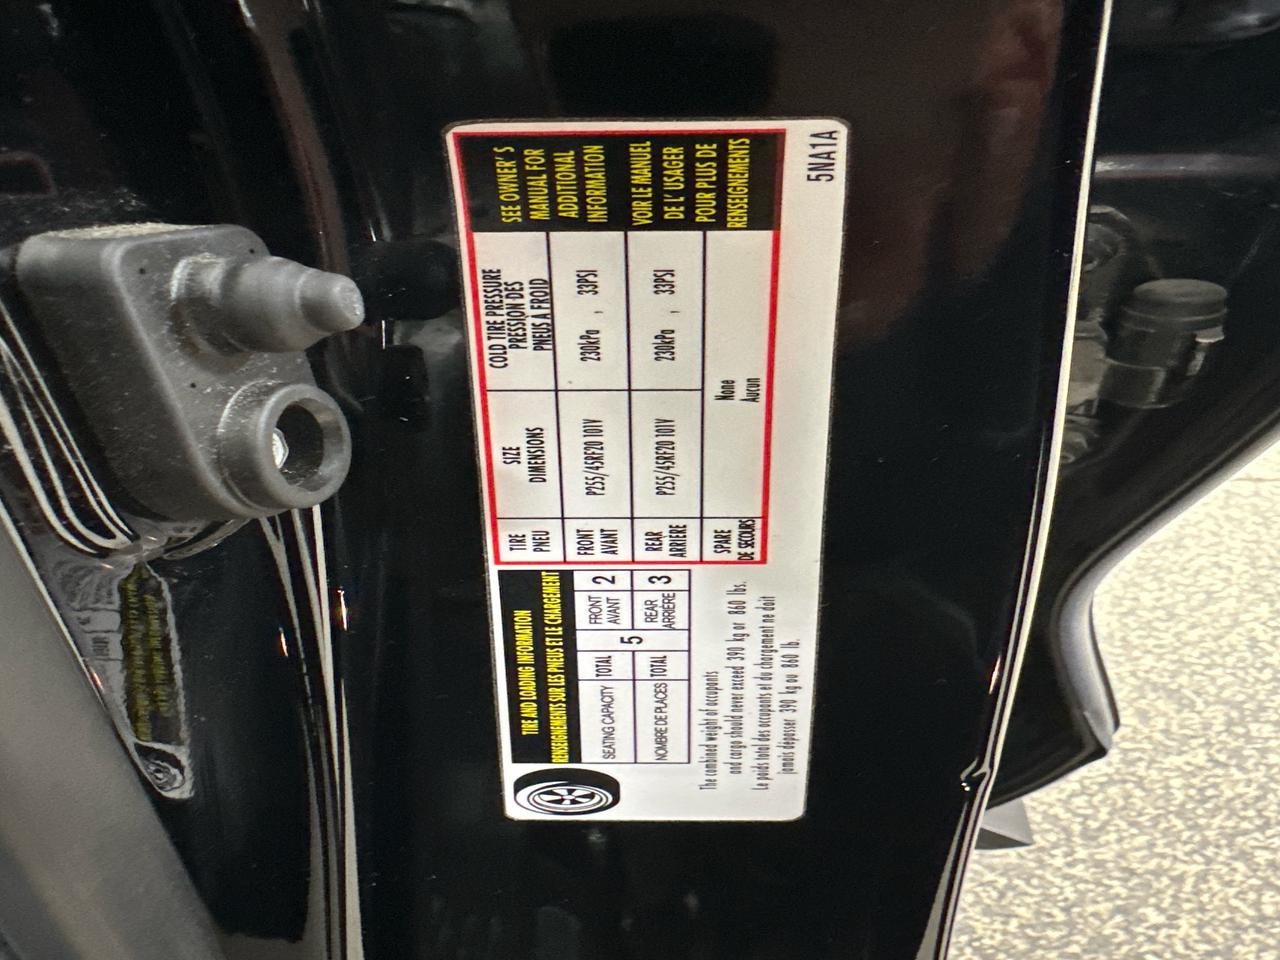 TIRE AND LOADING INFORMATION
RENSEIGNEMENTS SUR LES PNEUS ET LE CHARGEMENT
SEATING CAPACITY TOTAL 5 FRONT AVANT 2
NOMBRE DE PLACES TOTAL REAR ARRIÈRE 3
The combined weight of occupants
and cargo should never exceed 390 kg or 860 lbs.
Le poids total des occupants et du chargement ne doit
jamais dépasser 390 kg ou 860 lb.
TIRE
PNEU
SIZE
DIMENSIONS
COLD TIRE PRESSURE
PRESSION DES
PNEUS A FROID
FRONT
AVANT
P255/45RF20 101V
230kPa , 33PSI
REAR
ARRIÈRE
P255/45RF20 101V
230kPa , 33PSI
SPARE
DE SECOURS
None
Aucun
SEE OWNER'S
MANUAL FOR
ADDITIONAL
INFORMATION
VOIR LE MANUEL
DE L' USAGER
POUR PLUS DE
RENSEIGNEMENTS
5NA1A